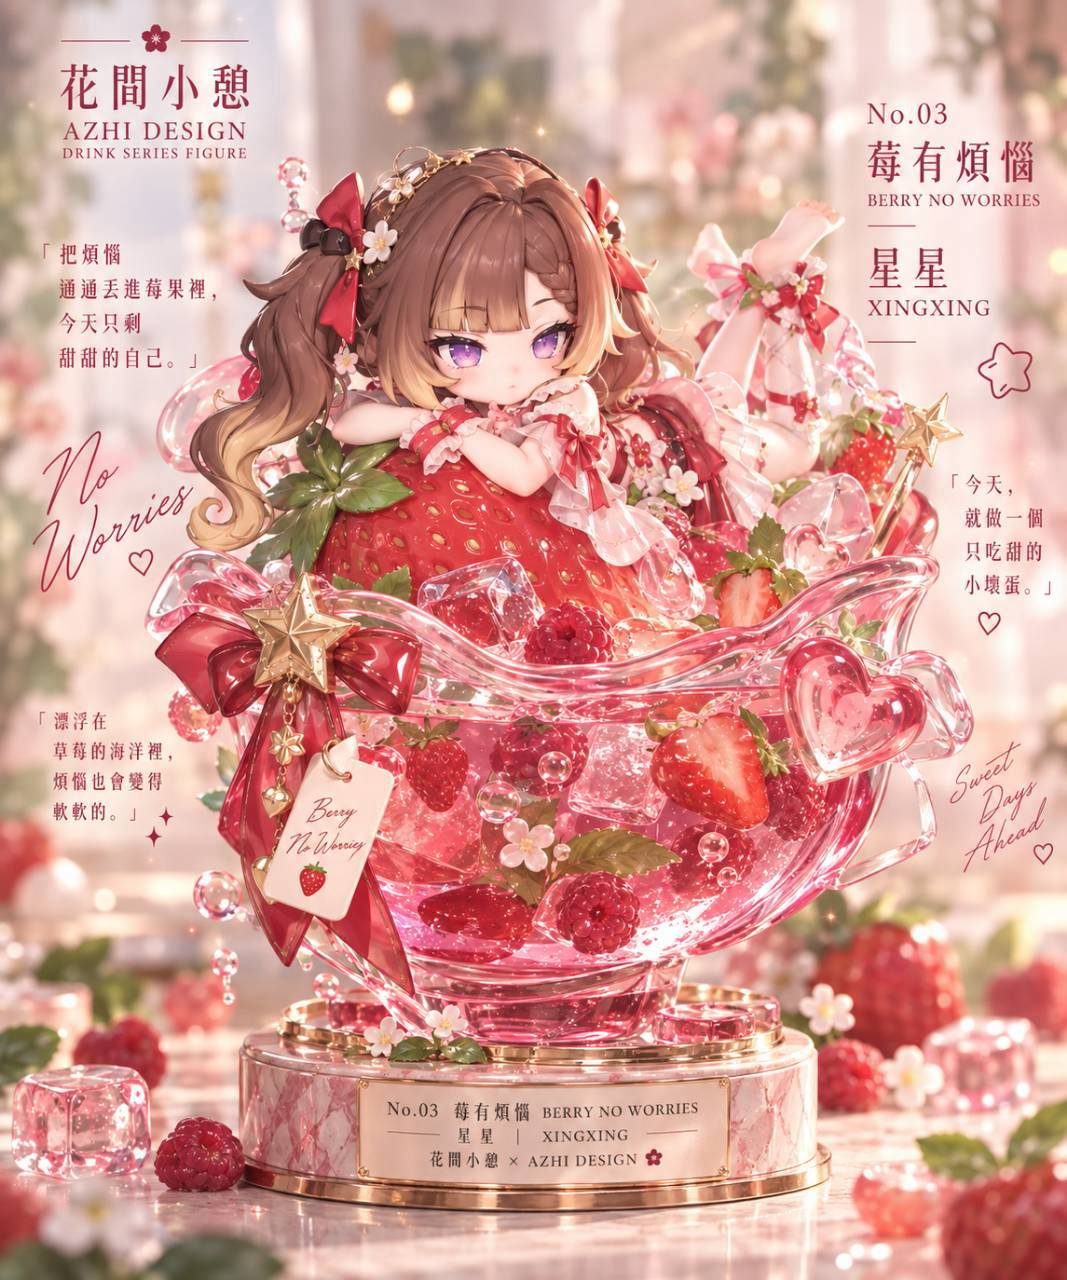 花間小憩
AZHI DESIGN
DRINK SERIES FIGURE
No.03
莓有煩惱
BERRY NO WORRIES
星星
XINGXING
「把煩惱
通通丟進莓果裡，
今天只剩
甜甜的自己。」
No
Worries
「今天，
就做一個
只吃甜的
小壞蛋。」
「漂浮在
草莓的海洋裡，
煩惱也會變得
軟軟的。」
Sweet
Days
Ahead
Berry
No Worries
No.03 莓有煩惱 BERRY NO WORRIES
星星 | XINGXING
花間小憩 × AZHI DESIGN